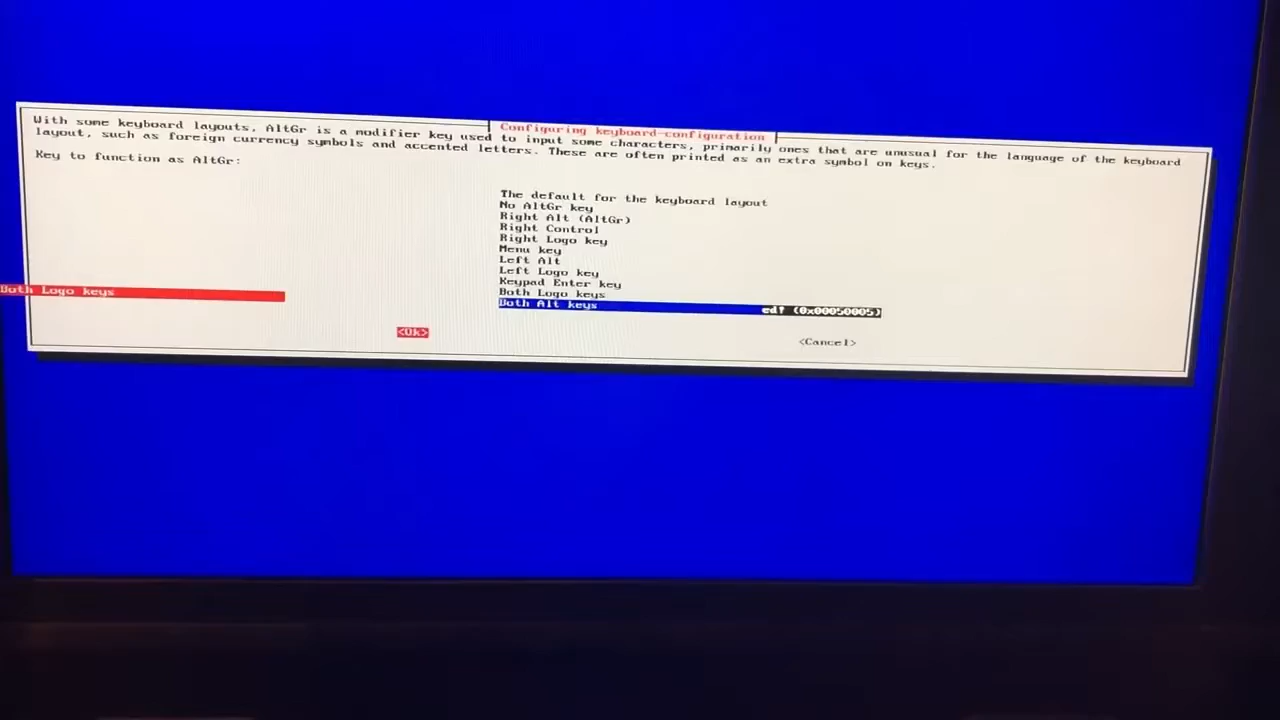 Configuring keyboard-configuration
With some keyboard layouts, AltGr is a modifier key used to input some characters, primarily ones that are unusual for the language of the keyboard
layout, such as foreign currency symbols and accented letters. These are often printed as an extra symbol on keys.
Key to function as AltGr:
The default for the keyboard layout
No AltGr key
Right Alt (AltGr)
Right Control
Right Logo key
Menu key
Left Alt
Left Logo key
Keypad Enter key
Both Logo keys
Both Logo keys
Both Alt keys
ed? (0x00050005)
<Ok>
<Cancel>